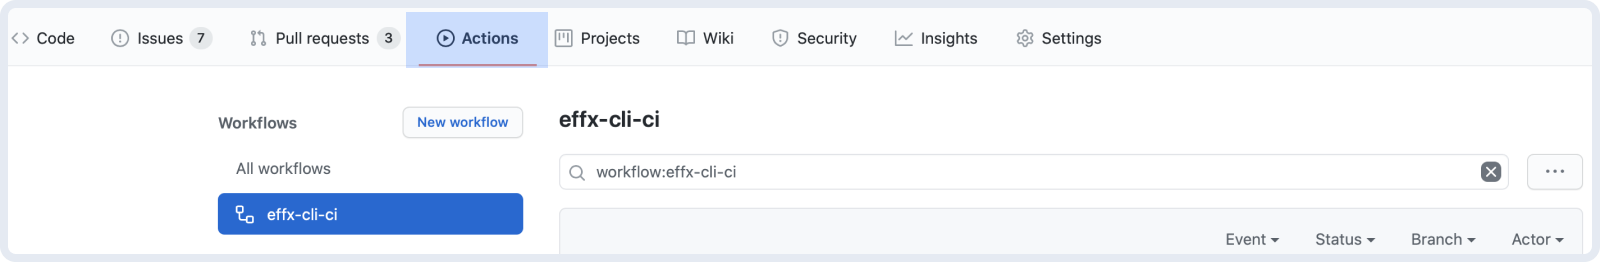 Code Issues 7 Pull requests 3 Actions Projects Wiki Security Insights Settings
Workflows New workflow
All workflows
effx-cli-ci
effx-cli-ci
workflow:effx-cli-ci
Event Status Branch Actor